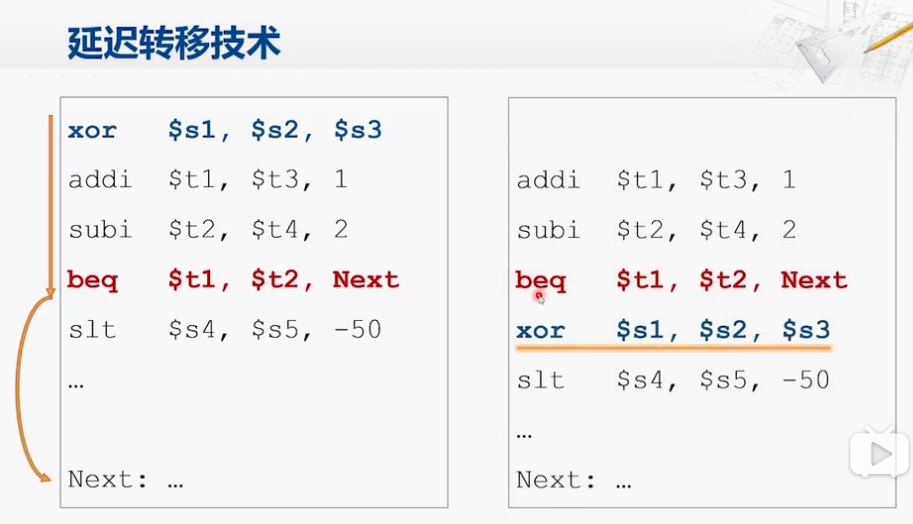 延迟转移技术
xor $s1, $s2, $s3
addi $t1, $t3, 1
subi $t2, $t4, 2
beq $t1, $t2, Next
slt $s4, $s5, -50
…
Next: …
addi $t1, $t3, 1
subi $t2, $t4, 2
beq $t1, $t2, Next
xor $s1, $s2, $s3
slt $s4, $s5, -50
…
Next: …